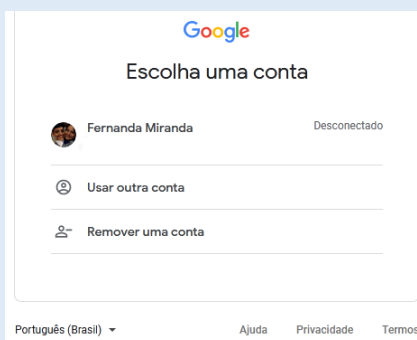 Google
Escolha uma conta
Fernanda Miranda Desconectado
Usar outra conta
Remover uma conta
Português (Brasil) Ajuda Privacidade Termos